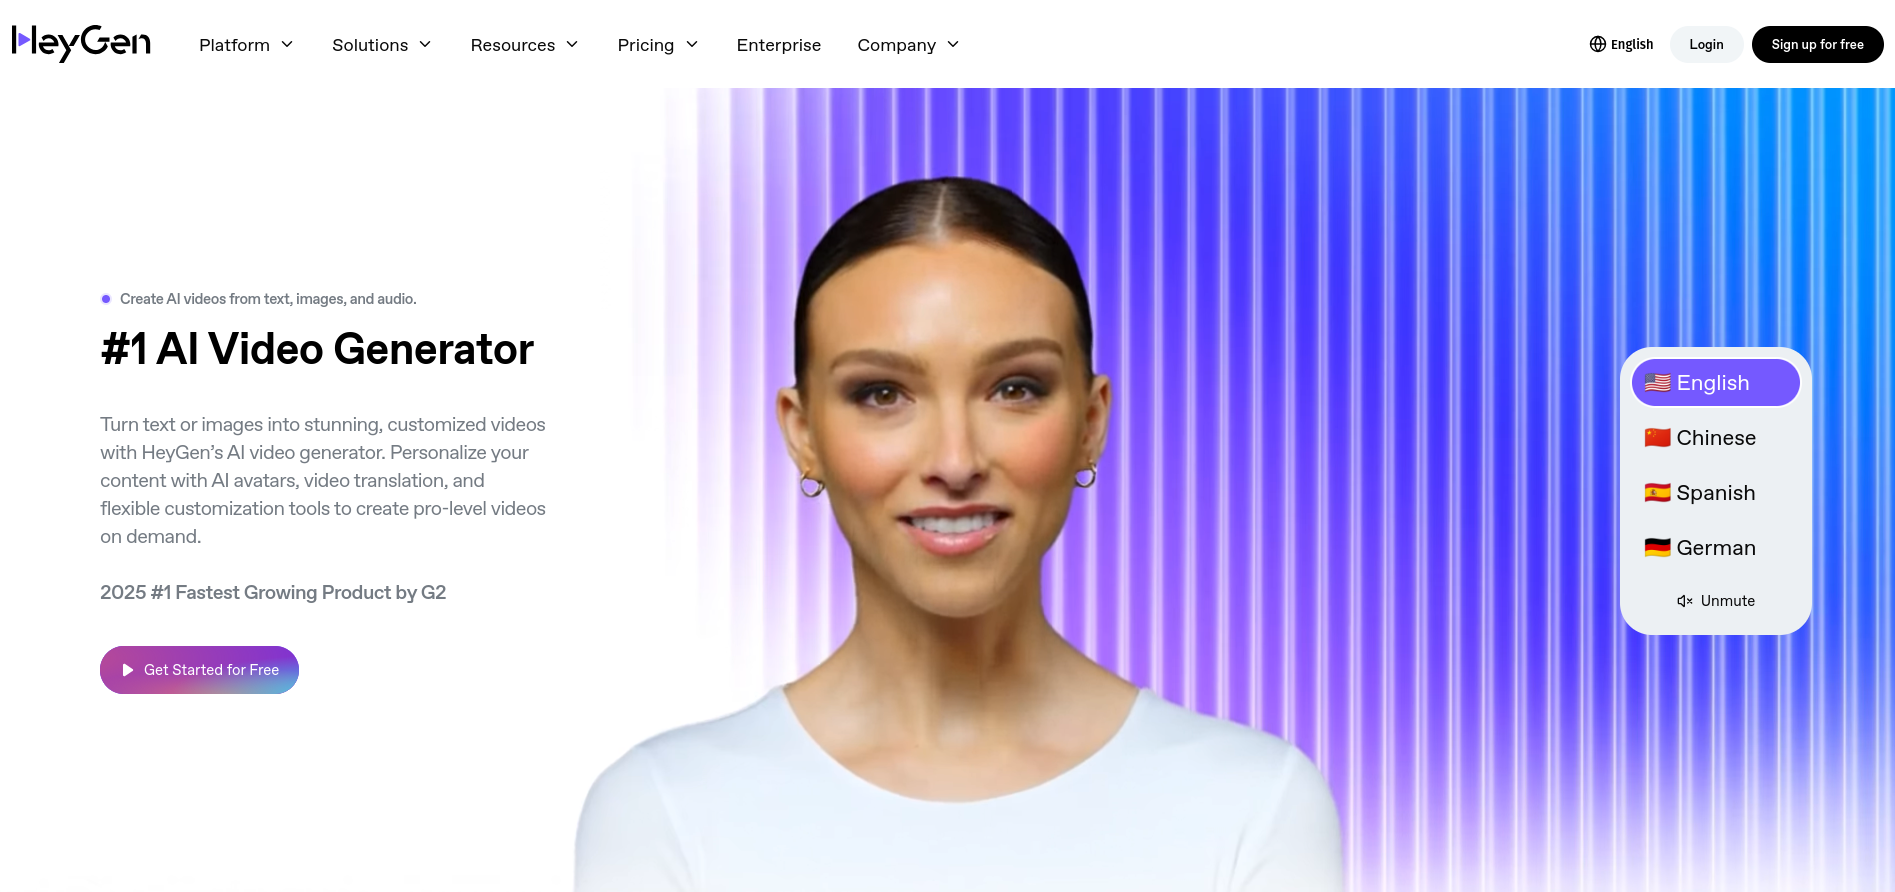 HeyGen
Platform
Solutions
Resources
Pricing
Enterprise
Company
English
Login
Sign up for free
Create AI videos from text, images, and audio.
#1 AI Video Generator
Turn text or images into stunning, customized videos
with HeyGen’s AI video generator. Personalize your
content with AI avatars, video translation, and
flexible customization tools to create pro-level videos
on demand.
2025 #1 Fastest Growing Product by G2
Get Started for Free
🇺🇸 English
🇨🇳 Chinese
🇪🇸 Spanish
🇩🇪 German
Unmute